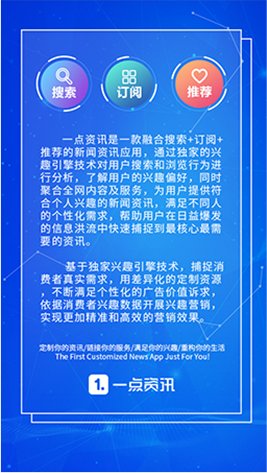 搜索
订阅
推荐
一点资讯是一款融合搜索+订阅+
推荐的新闻资讯应用，通过独家的兴
趣引擎技术对用户搜索和浏览行为进
行分析，了解用户的兴趣偏好，同时
聚合全网内容及服务，为用户提供符
合个人兴趣的新闻资讯，满足不同人
的个性化需求，帮助用户在日益爆发
的信息洪流中快速捕捉到最核心最需
要的资讯。
基于独家兴趣引擎技术，捕捉消
费者真实需求，用差异化的定制资源
，不断满足个性化的广告价值诉求，
依据消费者兴趣数据开展兴趣营销，
实现更加精准和高效的营销效果。
定制你的资讯/链接你的服务/满足你的兴趣/重构你的生活
The First Customized News App Just For You!
1. 一点资讯